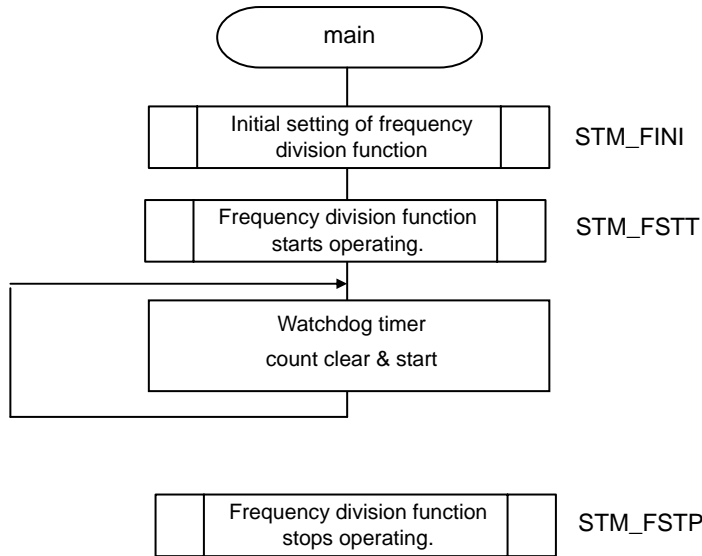 main
Initial setting of frequency
division function
STM_FINI
Frequency division function
starts operating.
STM_FSTT
Watchdog timer
count clear & start
Frequency division function
stops operating.
STM_FSTP